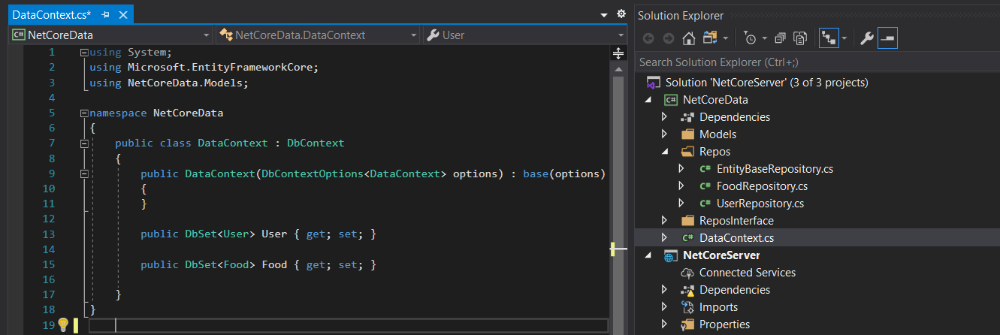 DataContext.cs*
NetCoreData
NetCoreData.DataContext
User
1 using System;
2 using Microsoft.EntityFrameworkCore;
3 using NetCoreData.Models;
4
5 namespace NetCoreData
6 {
7 public class DataContext : DbContext
8 {
9 public DataContext(DbContextOptions<DataContext> options) : base(options)
10 {
11 }
12
13 public DbSet<User> User { get; set; }
14
15 public DbSet<Food> Food { get; set; }
16
17 }
18 }
19
Solution Explorer
Search Solution Explorer (Ctrl+;)
Solution 'NetCoreServer' (3 of 3 projects)
C# NetCoreData
Dependencies
Models
Repos
C# EntityBaseRepository.cs
C# FoodRepository.cs
C# UserRepository.cs
ReposInterface
C# DataContext.cs
NetCoreServer
Connected Services
Dependencies
Imports
Properties